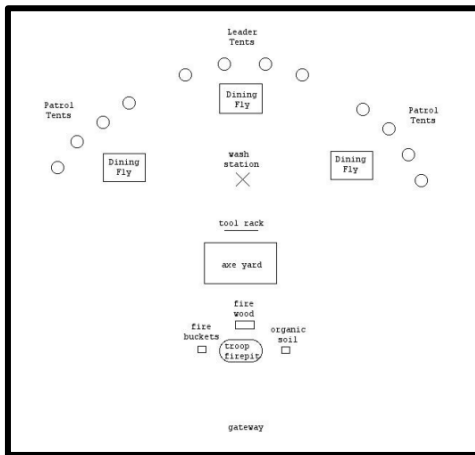 Leader
Tents
Dining
Fly
Patrol
Tents
Patrol
Tents
Dining
Fly
wash
station
Dining
Fly
tool rack
axe yard
fire
wood
fire
buckets
organic
soil
troop
firepit
gateway